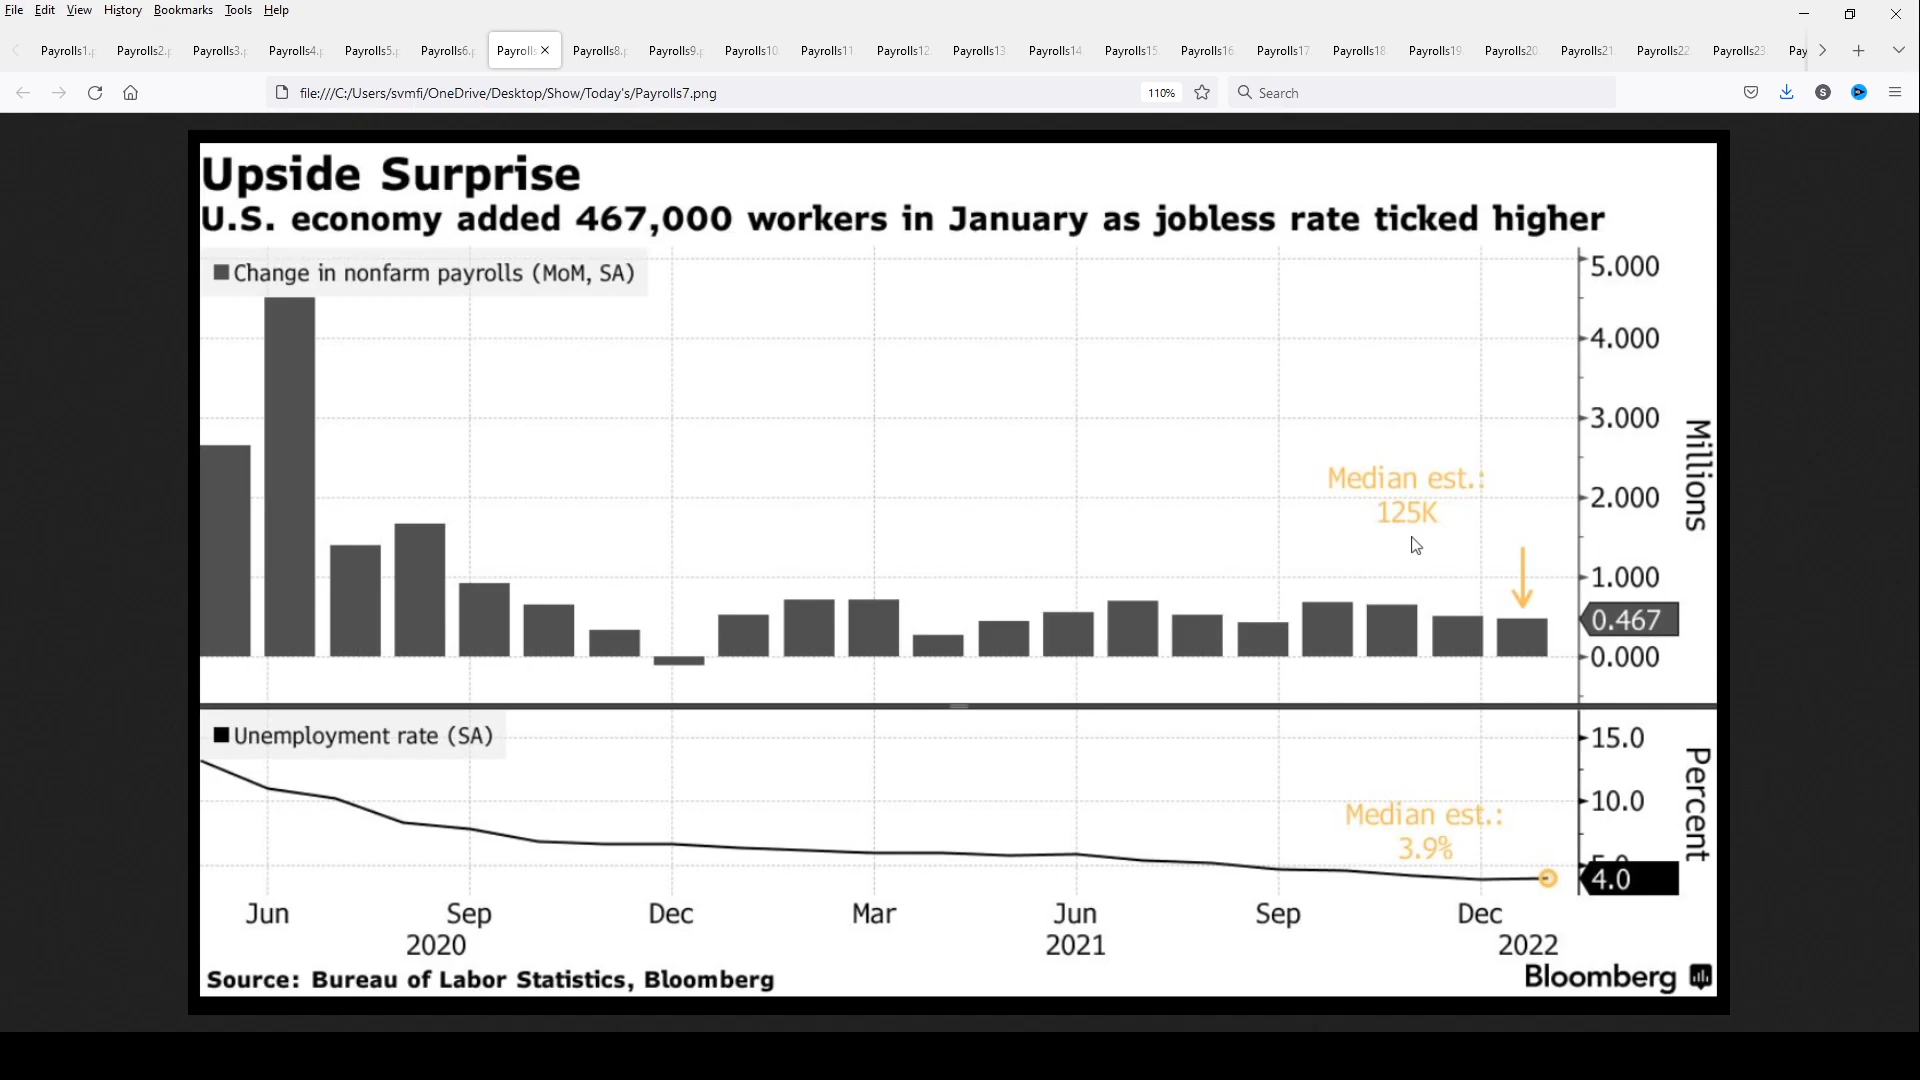 File Edit View History Bookmarks Tools Help
Payrolls1. Payrolls2. Payrolls3. Payrolls4. Payrolls5. Payrolls6. Payrolls Payrolls8. Payrolls9. Payrolls10 Payrolls11 Payrolls12 Payrolls13 Payrolls14 Payrolls15 Payrolls16 Payrolls17 Payrolls18 Payrolls19 Payrolls20 Payrolls21 Payrolls22 Payrolls23 Pay
file:///C:/Users/svmfi/OneDrive/Desktop/Show/Today's/Payrolls7.png 110% Search S
Upside Surprise
U.S. economy added 467,000 workers in January as jobless rate ticked higher
Change in nonfarm payrolls (MoM, SA)
5.000
4.000
3.000
Millions
Median est.:
125K
2.000
1.000
0.467
0.000
Unemployment rate (SA)
15.0
10.0
Percent
Median est.:
3.9%
5.0
4.0
Jun Sep Dec Mar Jun Sep Dec
2020 2021 2022
Source: Bureau of Labor Statistics, Bloomberg
Bloomberg